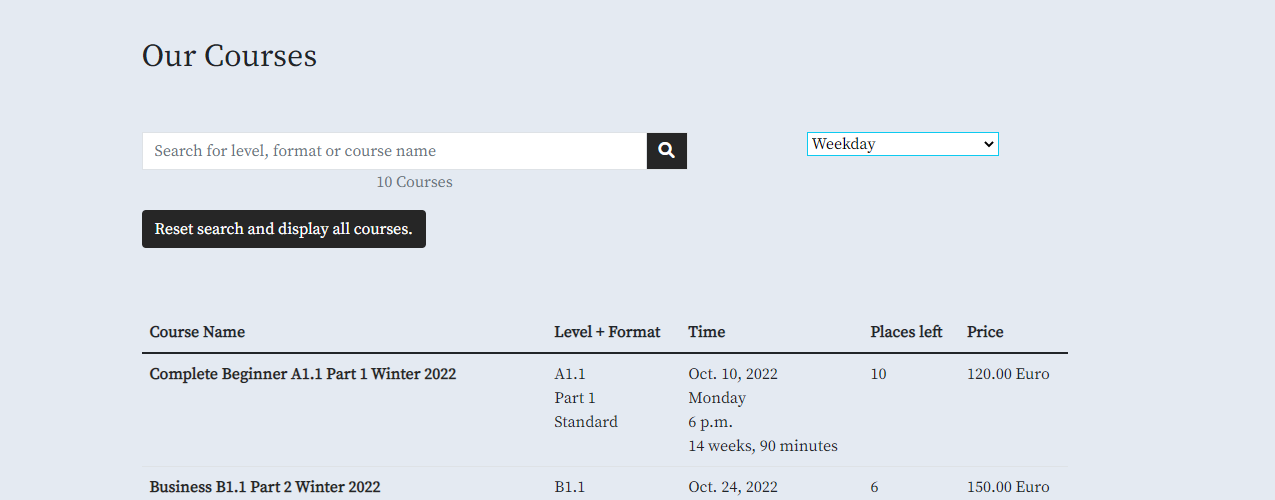 Our Courses
Search for level, format or course name
Weekday
10 Courses
Reset search and display all courses.
Course Name Level + Format Time Places left Price
Complete Beginner A1.1 Part 1 Winter 2022 A1.1 Oct. 10, 2022 10 120.00 Euro
Part 1 Monday
Standard 6 p.m.
14 weeks, 90 minutes
Business B1.1 Part 2 Winter 2022 B1.1 Oct. 24, 2022 6 150.00 Euro